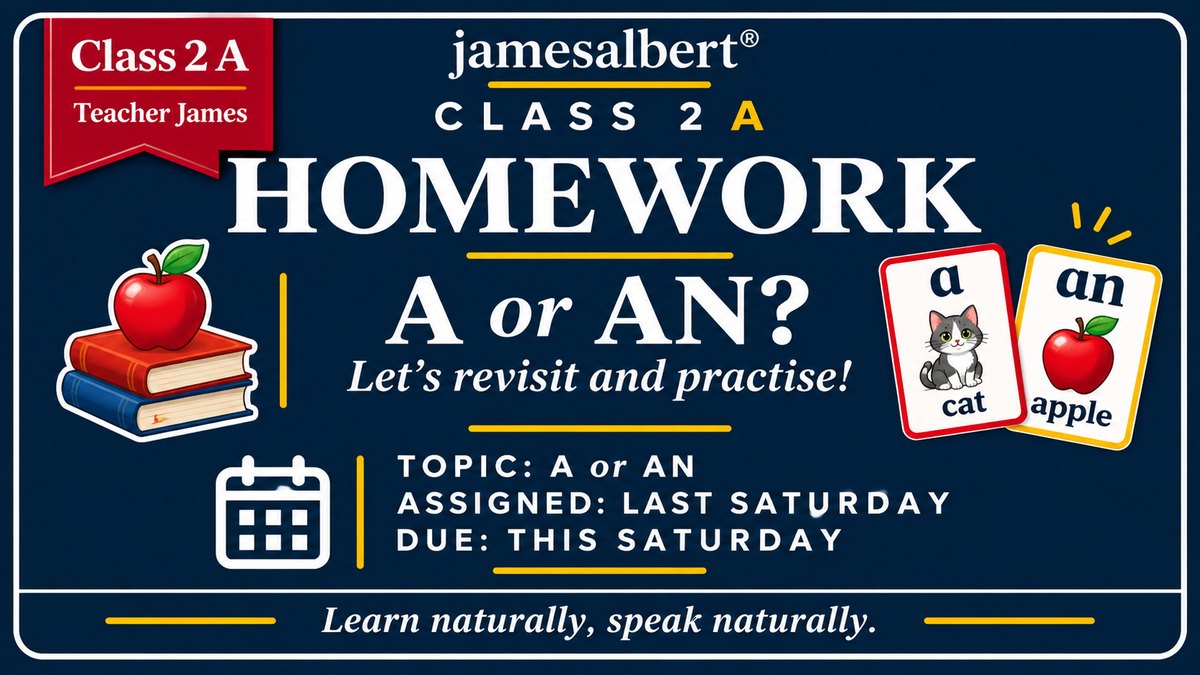 Class 2 A
Teacher James
jamesalbert®
CLASS 2 A
HOMEWORK
A or AN?
Let's revisit and practise!
a
cat
an
apple
TOPIC: A or AN
ASSIGNED: LAST SATURDAY
DUE: THIS SATURDAY
Learn naturally, speak naturally.